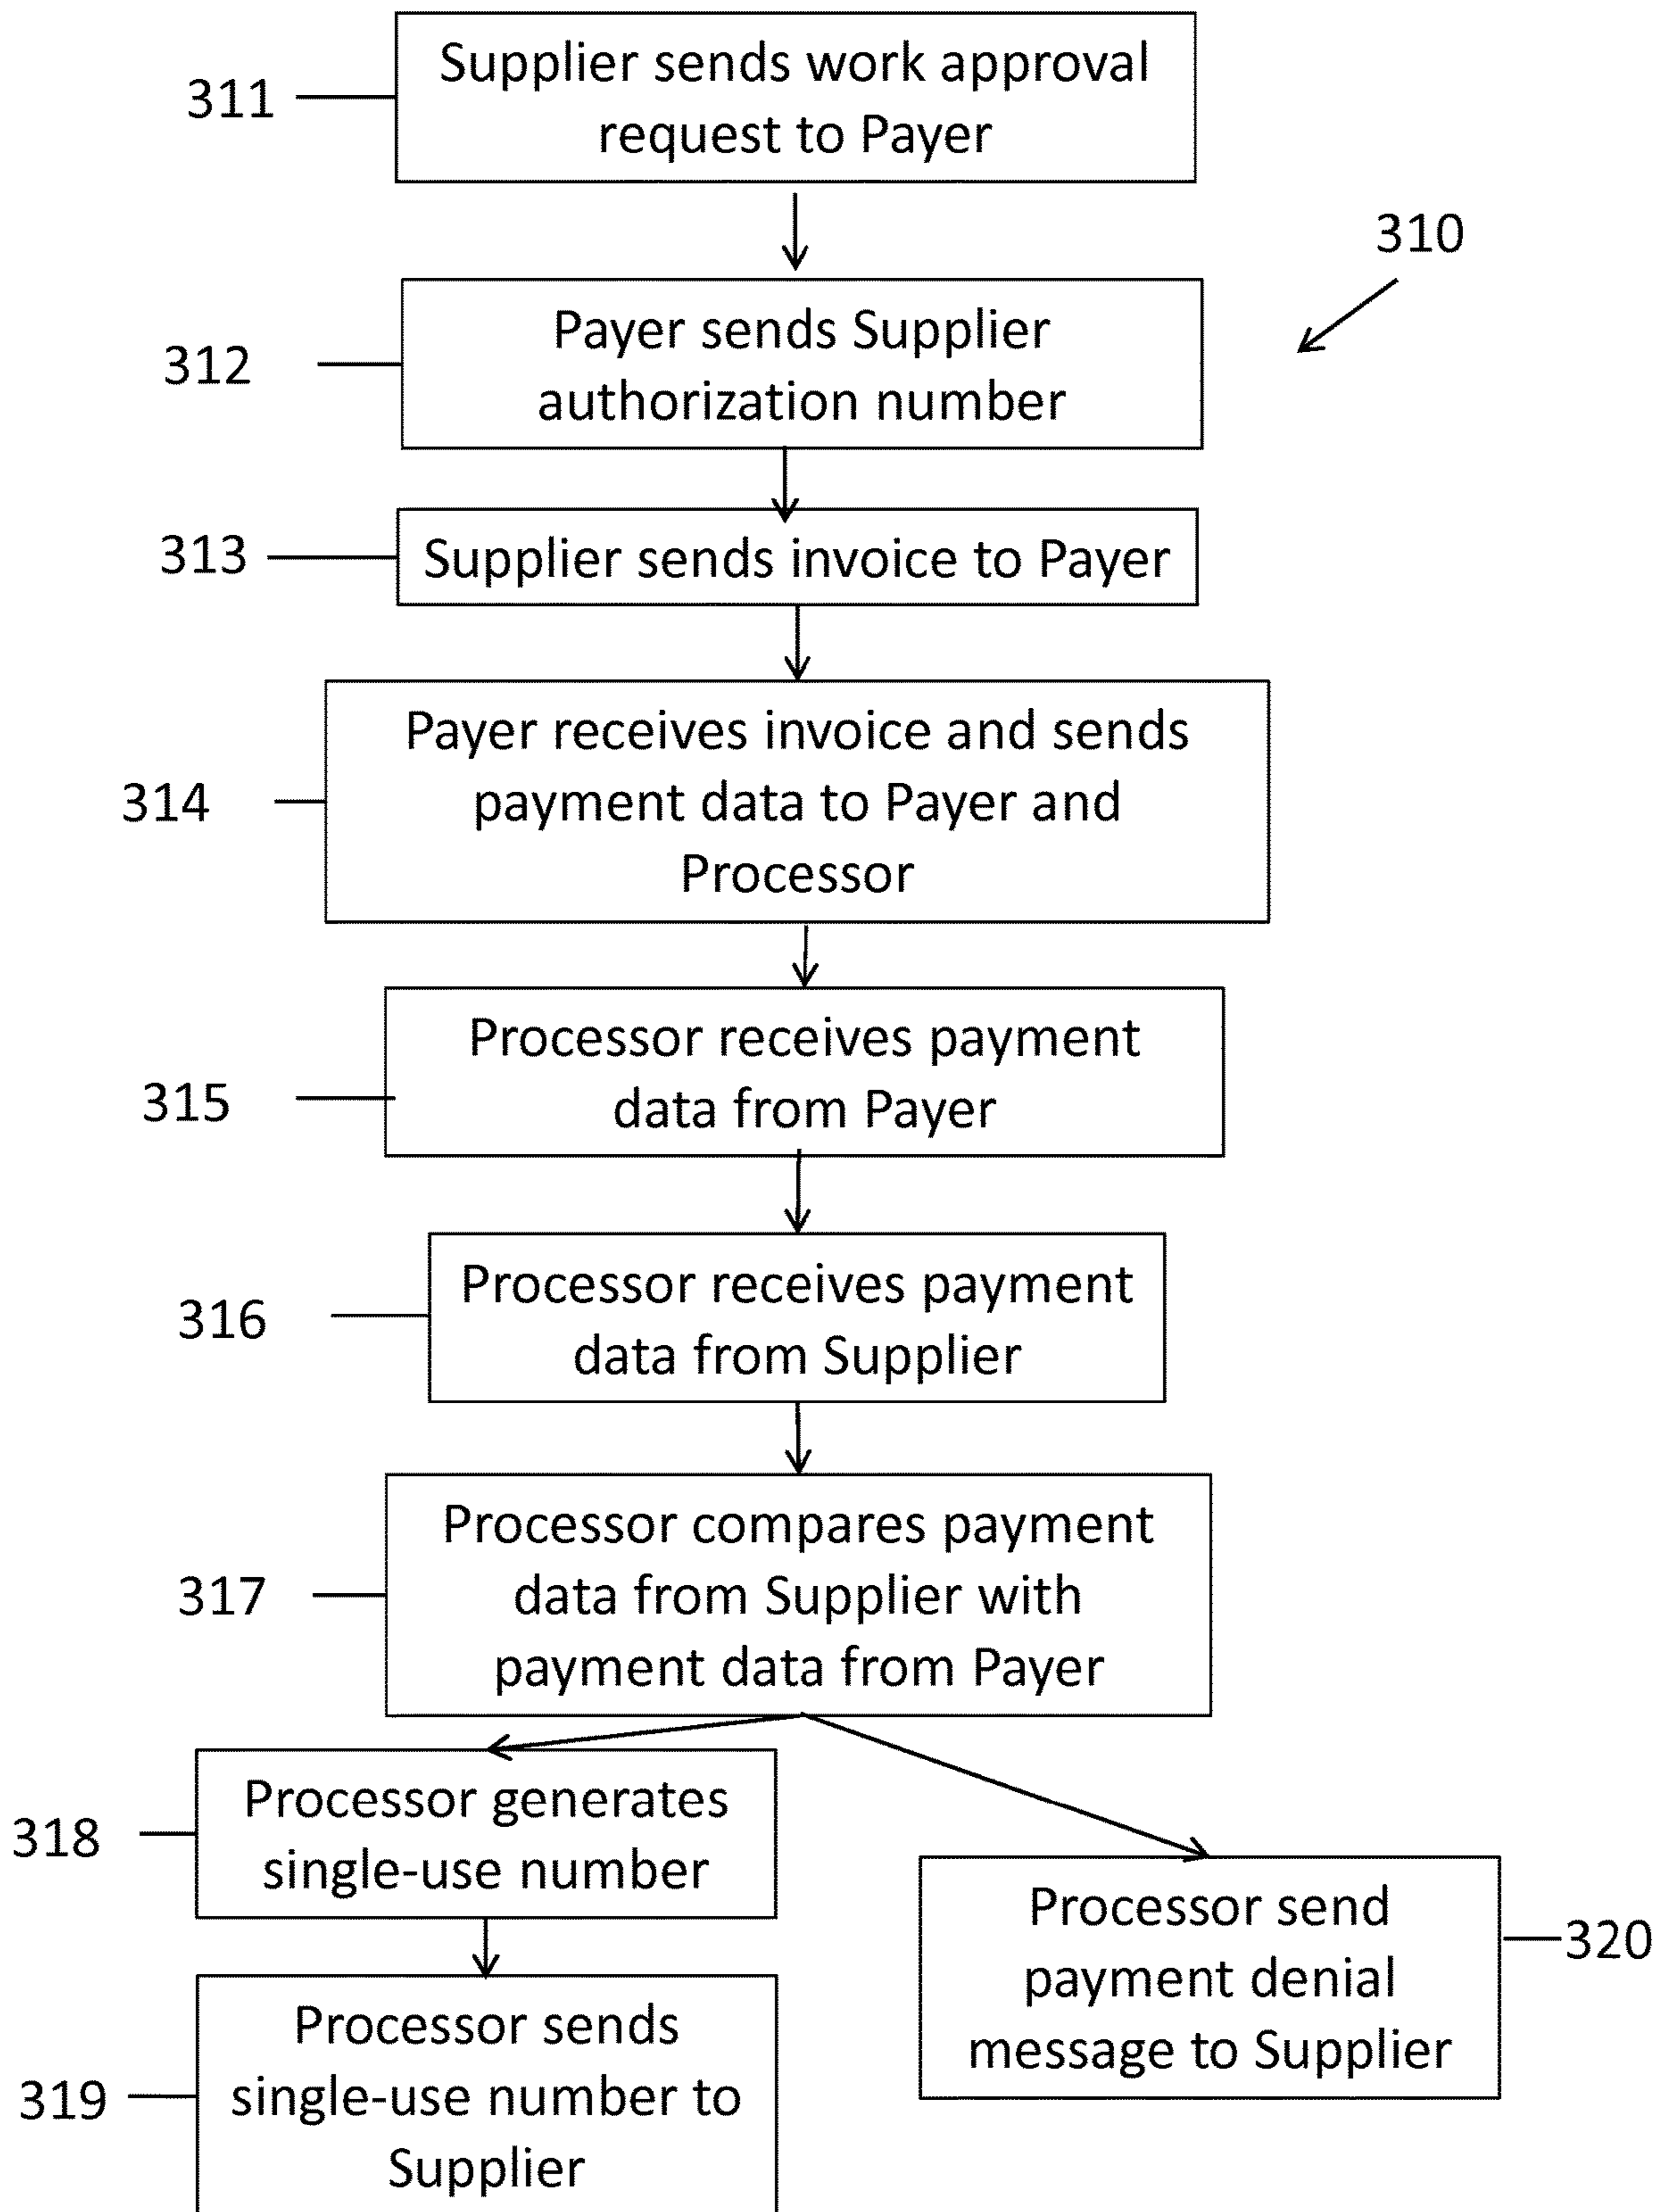 311
Supplier sends work approval
request to Payer
310
312
Payer sends Supplier
authorization number
313
Supplier sends invoice to Payer
314
Payer receives invoice and sends
payment data to Payer and
Processor
315
Processor receives payment
data from Payer
316
Processor receives payment
data from Supplier
317
Processor compares payment
data from Supplier with
payment data from Payer
318
Processor generates
single-use number
320
Processor send
payment denial
message to Supplier
319
Processor sends
single-use number to
Supplier